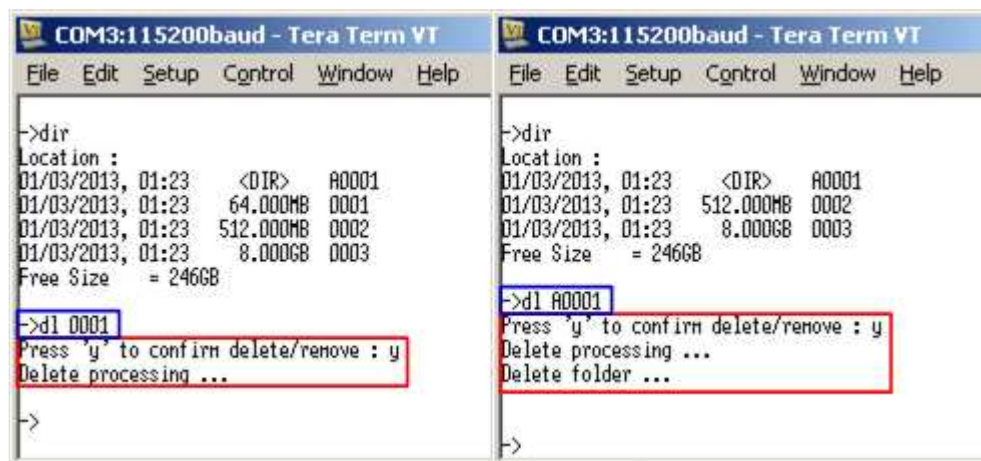 COM3:115200baud - Tera Term VT
File Edit Setup Control Window Help
->dir
Location :
01/03/2013, 01:23 <DIR> A0001
01/03/2013, 01:23 64.000MB 0001
01/03/2013, 01:23 512.000MB 0002
01/03/2013, 01:23 8.000GB 0003
Free Size = 246GB
->dl 0001
Press 'y' to confirm delete/remove : y
Delete processing ...
->
COM3:115200baud - Tera Term VT
File Edit Setup Control Window Help
->dir
Location :
01/03/2013, 01:23 <DIR> A0001
01/03/2013, 01:23 512.000MB 0002
01/03/2013, 01:23 8.000GB 0003
Free Size = 246GB
->dl A0001
Press 'y' to confirm delete/remove : y
Delete processing ...
Delete folder ...
->